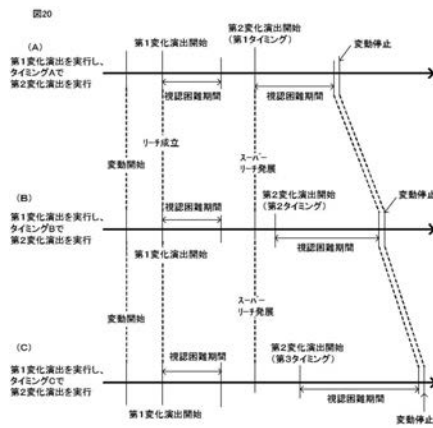 図20
(A)
第1変化演出を実行し、
タイミングAで
第2変化演出を実行
第1変化演出開始
第2変化演出開始
(第1タイミング)
変動停止
視認困難期間
視認困難期間
変動開始
リーチ成立
スーパー
リーチ発展
(B)
第1変化演出を実行し、
タイミングBで
第2変化演出を実行
視認困難期間
第2変化演出開始
(第2タイミング)
変動停止
視認困難期間
第1変化演出開始
変動開始
スーパー
リーチ発展
(C)
第1変化演出を実行し、
タイミングCで
第2変化演出を実行
視認困難期間
第2変化演出開始
(第3タイミング)
視認困難期間
第1変化演出開始
変動停止